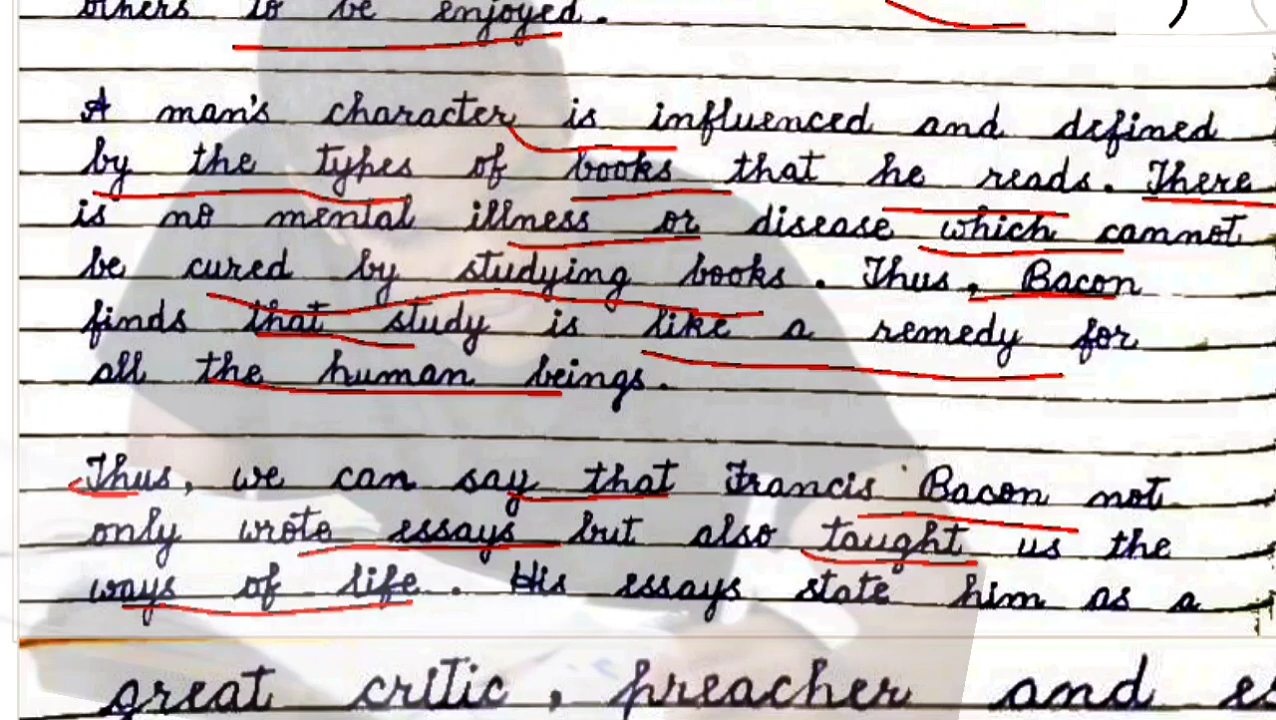 others to be enjoyed.
A man's character is influenced and defined
by the types of books that he reads. There
is no mental illness or disease which cannot
be cured by studying books. Thus, Bacon
finds that study is like a remedy for
all the human beings.
Thus, we can say that Francis Bacon not
only wrote essays but also taught us the
ways of life. His essays state him as a
great critic, preacher and